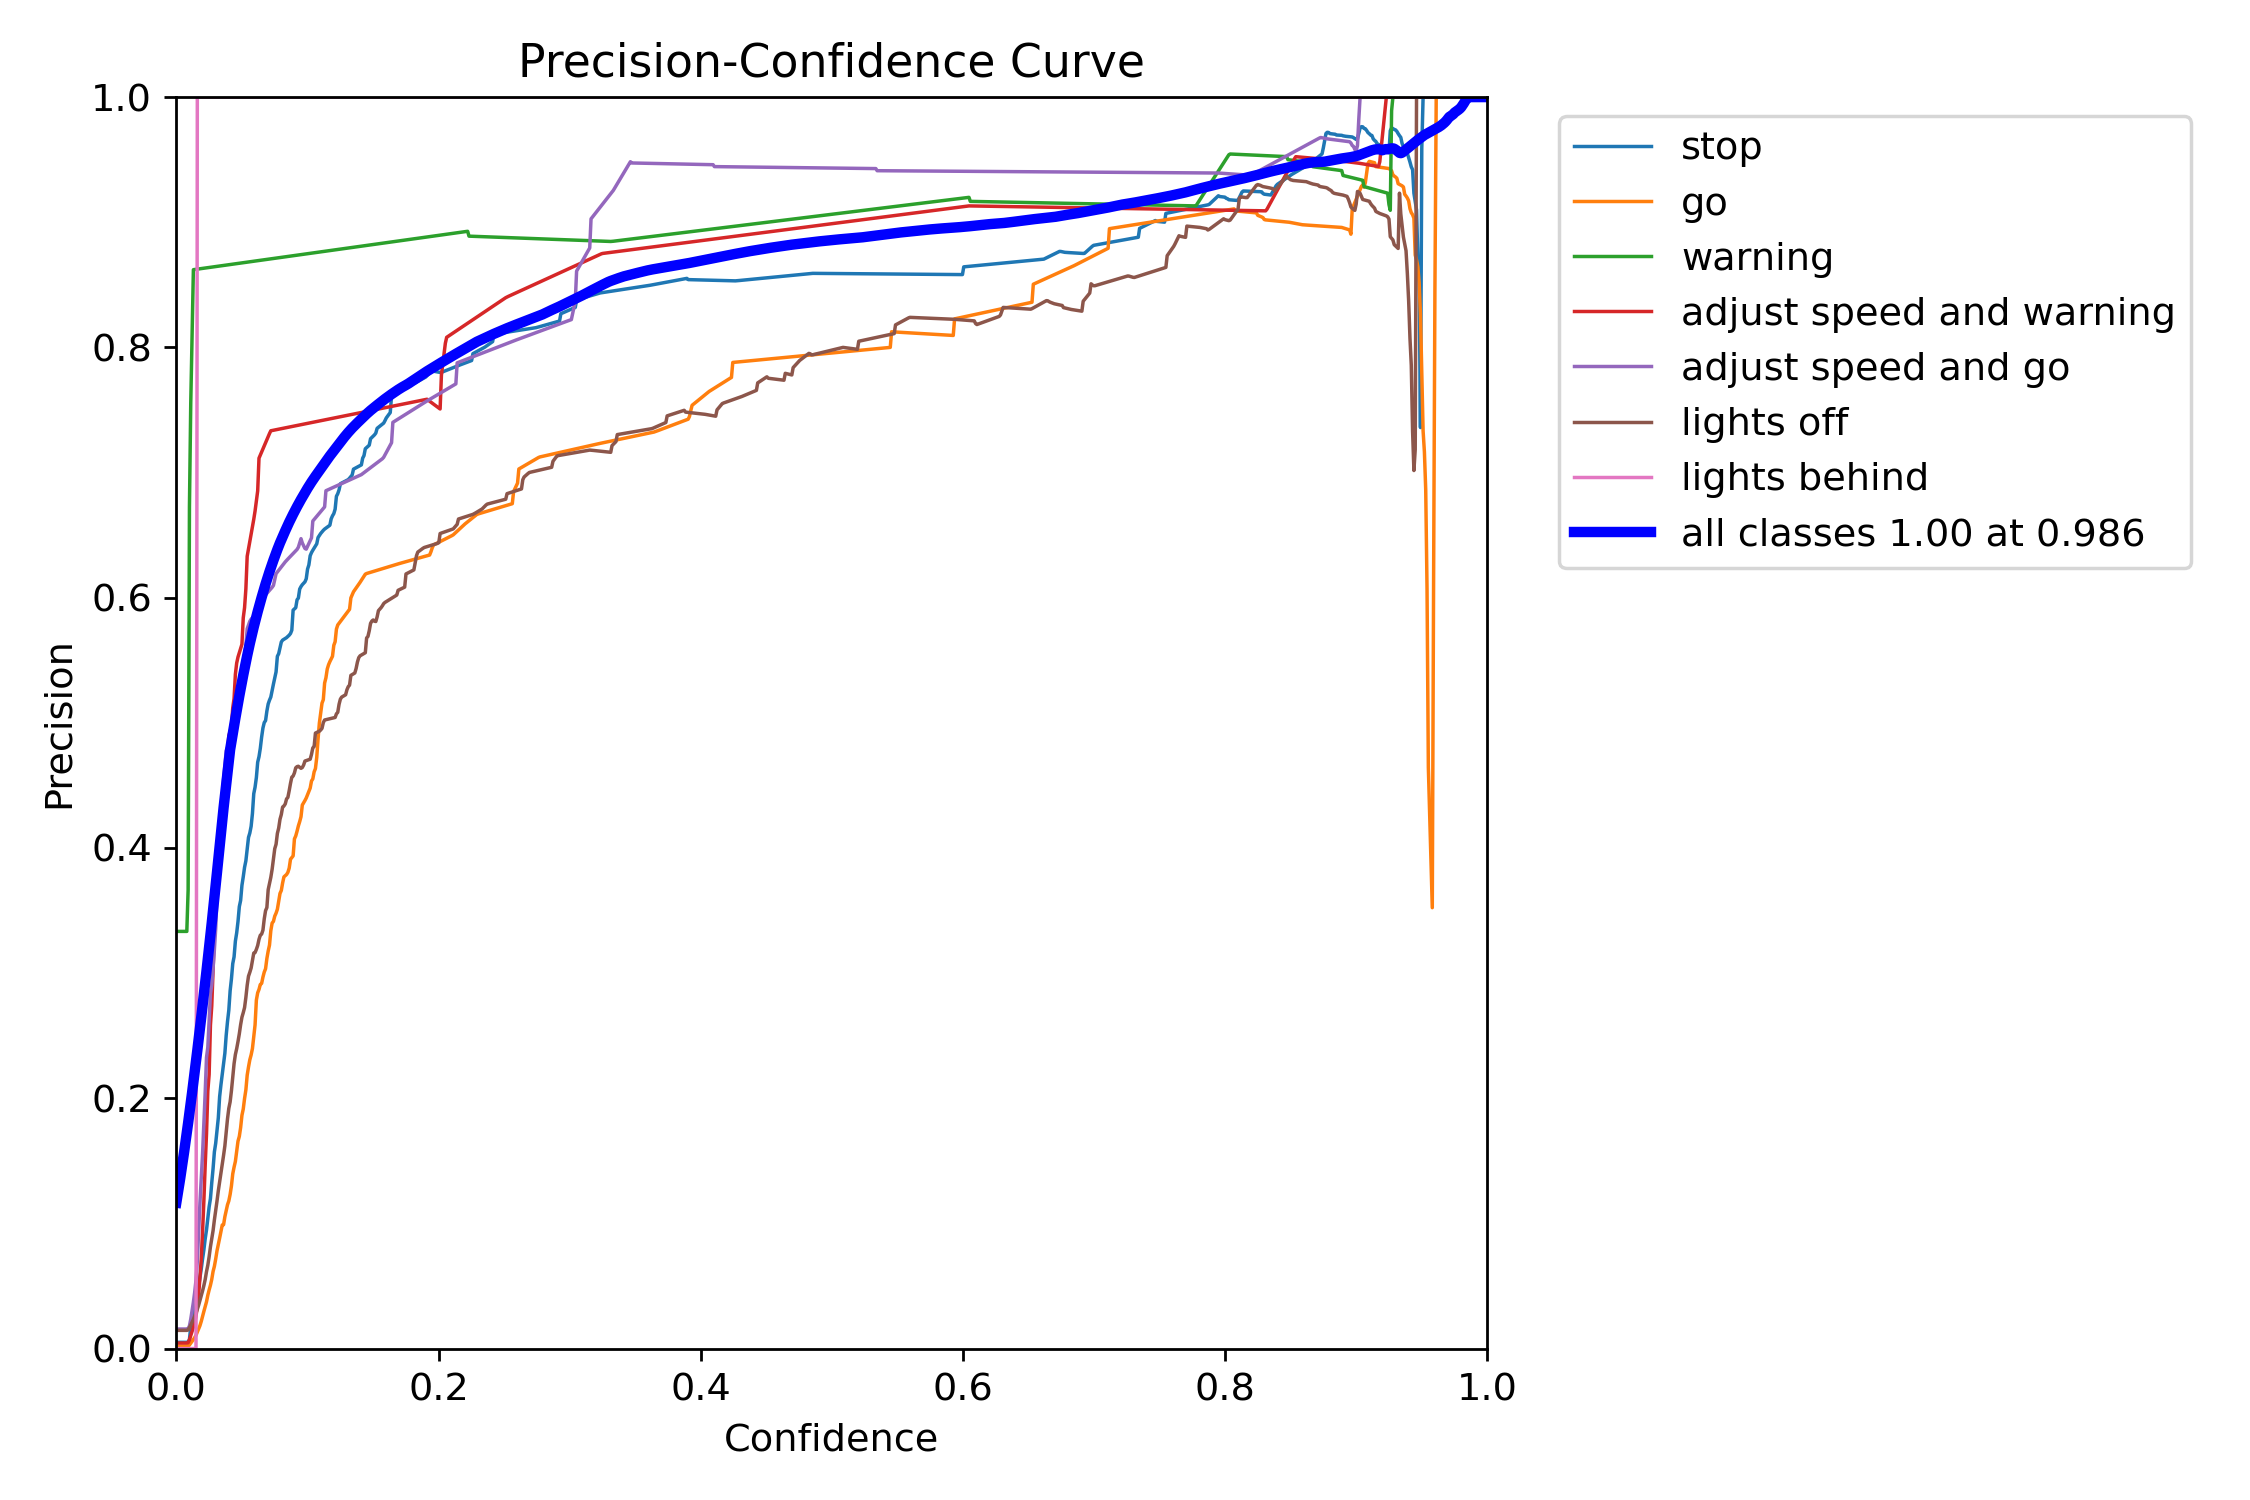 Precision-Confidence Curve
1.0
0.8
0.6
0.4
0.2
0.0
Precision
0.0 0.2 0.4 0.6 0.8 1.0
Confidence
stop
go
warning
adjust speed and warning
adjust speed and go
lights off
lights behind
all classes 1.00 at 0.986